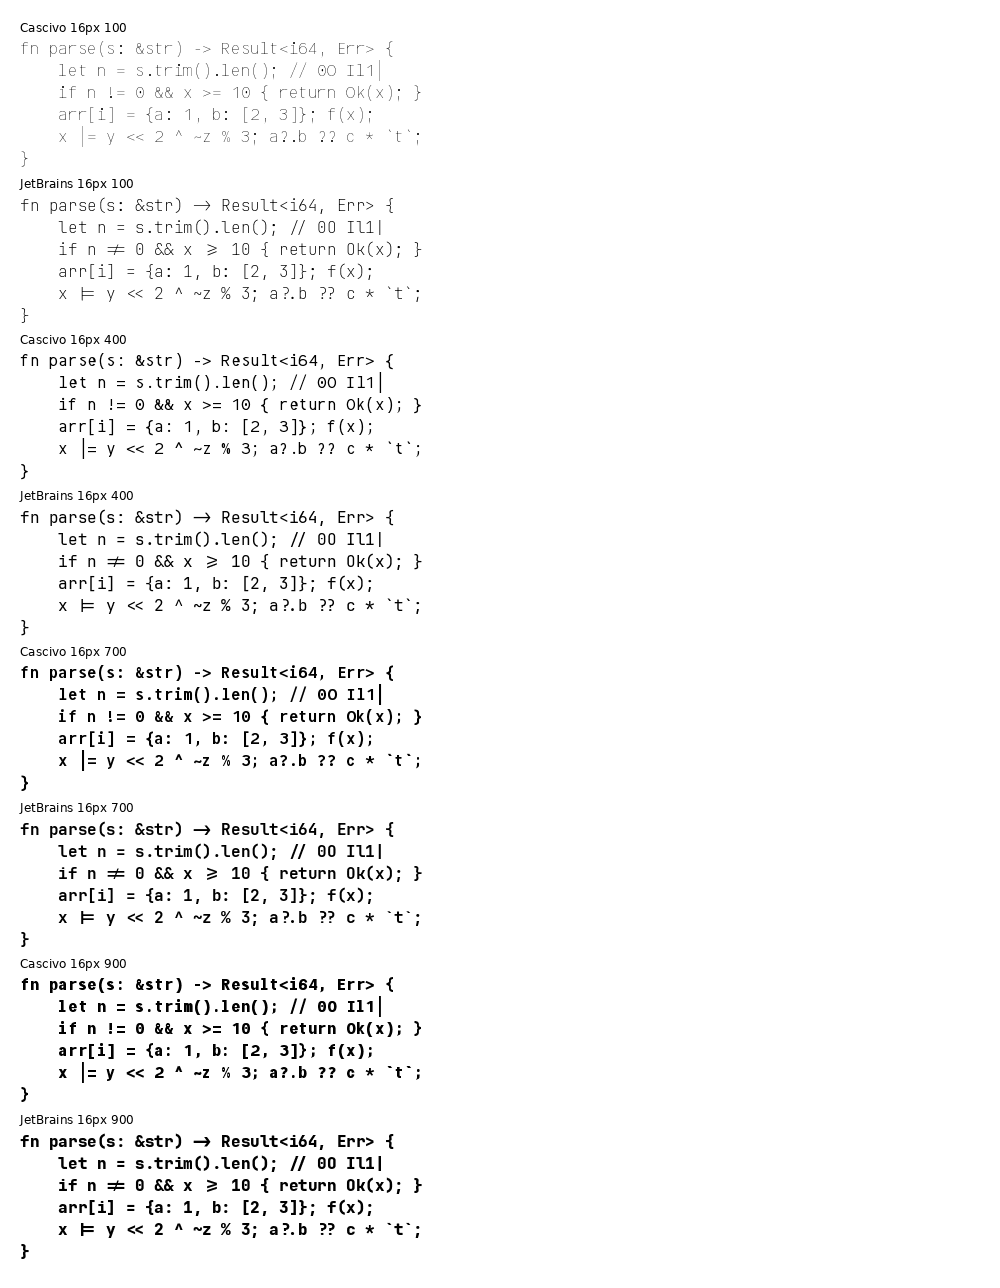 Cascivo 16px 100
fn parse(s: &str) -> Result<i64, Err> {
    let n = s.trim().len(); // 0O Il1|
    if n != 0 && x >= 10 { return Ok(x); }
    arr[i] = {a: 1, b: [2, 3]}; f(x);
    x |= y << 2 ^ ~z % 3; a?.b ?? c * `t`;
}
JetBrains 16px 100
fn parse(s: &str) -> Result<i64, Err> {
    let n = s.trim().len(); // 0O Il1|
    if n != 0 && x >= 10 { return Ok(x); }
    arr[i] = {a: 1, b: [2, 3]}; f(x);
    x |= y << 2 ^ ~z % 3; a?.b ?? c * `t`;
}
Cascivo 16px 400
fn parse(s: &str) -> Result<i64, Err> {
    let n = s.trim().len(); // 0O Il1|
    if n != 0 && x >= 10 { return Ok(x); }
    arr[i] = {a: 1, b: [2, 3]}; f(x);
    x |= y << 2 ^ ~z % 3; a?.b ?? c * `t`;
}
JetBrains 16px 400
fn parse(s: &str) -> Result<i64, Err> {
    let n = s.trim().len(); // 0O Il1|
    if n != 0 && x >= 10 { return Ok(x); }
    arr[i] = {a: 1, b: [2, 3]}; f(x);
    x |= y << 2 ^ ~z % 3; a?.b ?? c * `t`;
}
Cascivo 16px 700
fn parse(s: &str) -> Result<i64, Err> {
    let n = s.trim().len(); // 0O Il1|
    if n != 0 && x >= 10 { return Ok(x); }
    arr[i] = {a: 1, b: [2, 3]}; f(x);
    x |= y << 2 ^ ~z % 3; a?.b ?? c * `t`;
}
JetBrains 16px 700
fn parse(s: &str) -> Result<i64, Err> {
    let n = s.trim().len(); // 0O Il1|
    if n != 0 && x >= 10 { return Ok(x); }
    arr[i] = {a: 1, b: [2, 3]}; f(x);
    x |= y << 2 ^ ~z % 3; a?.b ?? c * `t`;
}
Cascivo 16px 900
fn parse(s: &str) -> Result<i64, Err> {
    let n = s.trim().len(); // 0O Il1|
    if n != 0 && x >= 10 { return Ok(x); }
    arr[i] = {a: 1, b: [2, 3]}; f(x);
    x |= y << 2 ^ ~z % 3; a?.b ?? c * `t`;
}
JetBrains 16px 900
fn parse(s: &str) -> Result<i64, Err> {
    let n = s.trim().len(); // 0O Il1|
    if n != 0 && x >= 10 { return Ok(x); }
    arr[i] = {a: 1, b: [2, 3]}; f(x);
    x |= y << 2 ^ ~z % 3; a?.b ?? c * `t`;
}